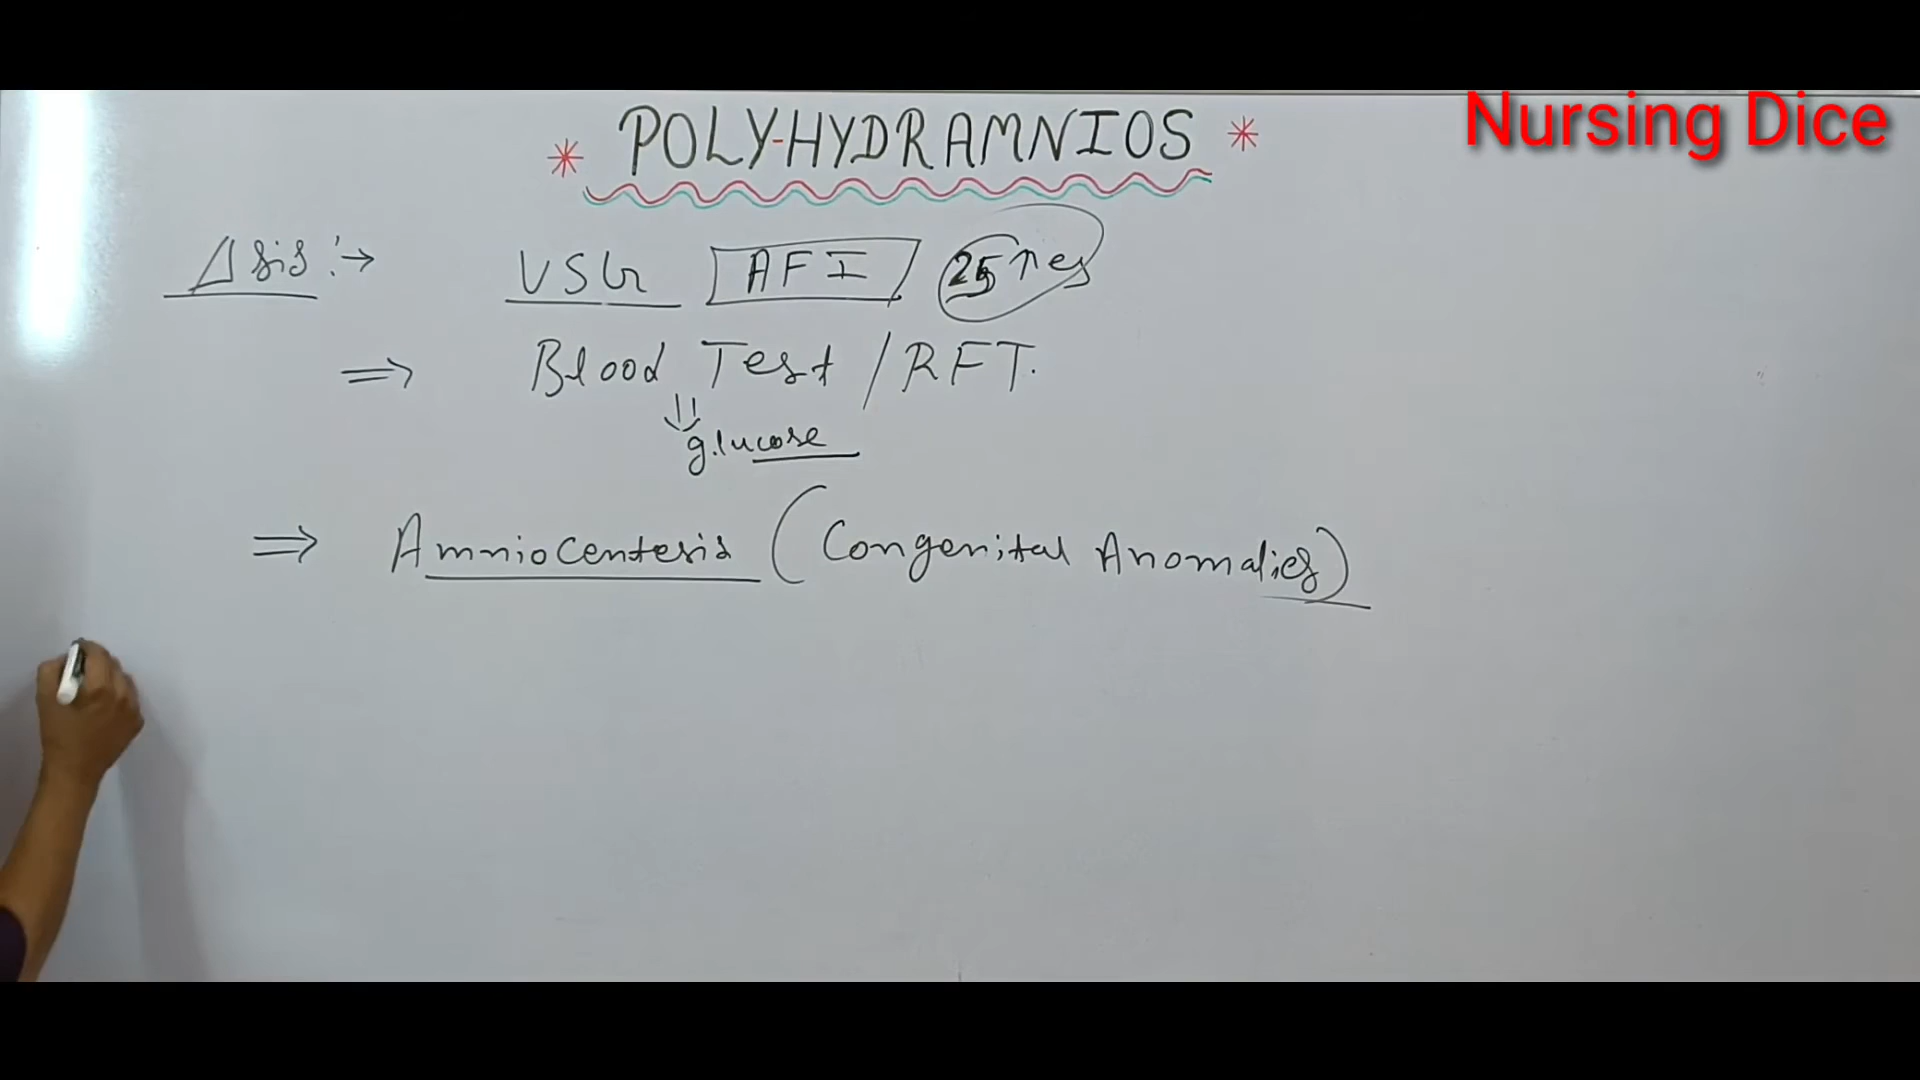 Nursing Dice
* POLY-HYDRAMNIOS *
Δsis :→ USG AFI 25 ↑es
⇒ Blood Test / RFT.
⇓
glucose
⇒ Amniocentesis (Congenital Anomalies)